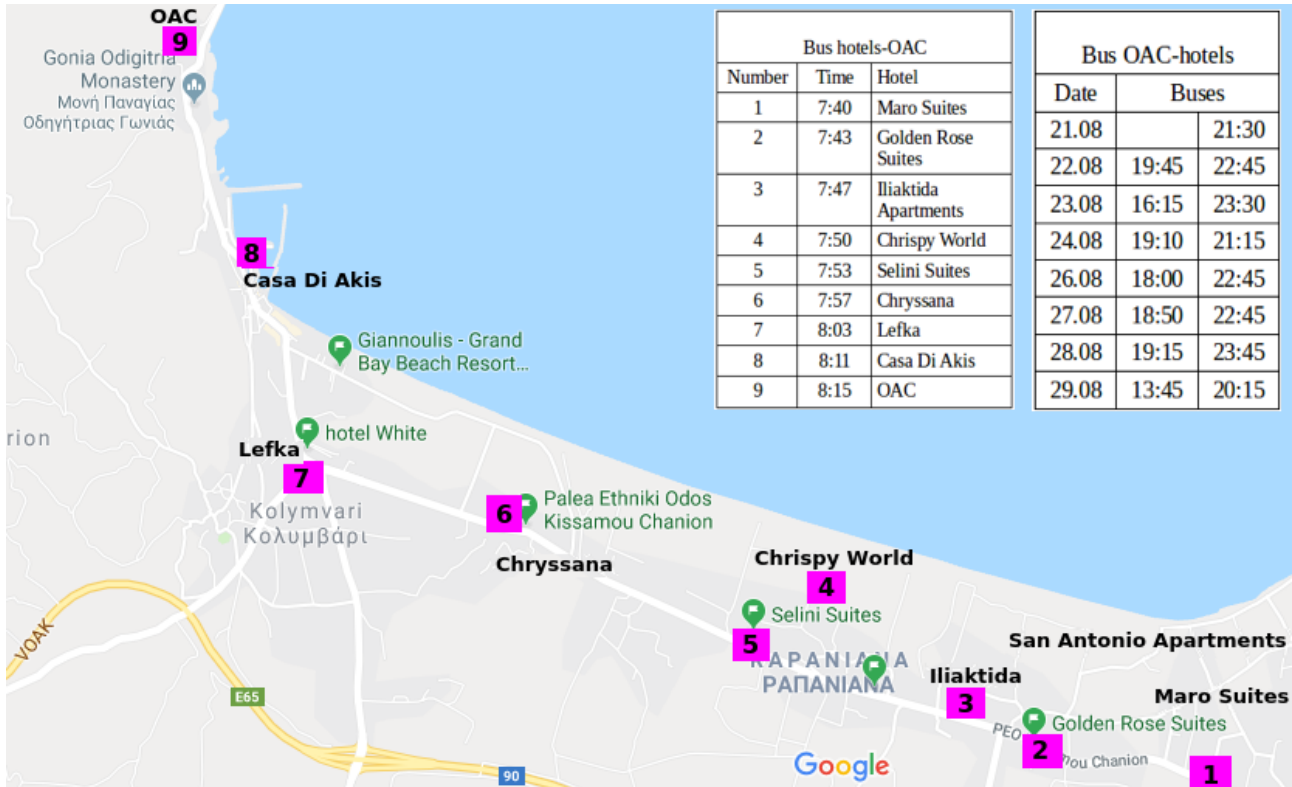 OAC
9
Gonia Odigitria
Monastery
Μονή Παναγίας
Οδηγήτριας Γωνιάς
8
Casa Di Akis
Giannoulis - Grand
Bay Beach Resort...
rion
hotel White
Lefka
7
Kolymvari
Κολυμβάρι
6
Palea Ethniki Odos
Kissamou Chanion
Chryssana
Chrispy World
4
Selini Suites
5
RAPANIANA
ΡΑΠΑΝΙΑΝΑ
San Antonio Apartments
Iliaktida
3
Maro Suites
Golden Rose Suites
2
PEO
mou Chanion
1
VOAK
E65
90
Google
Bus hotels-OAC
Number Time Hotel
1 7:40 Maro Suites
2 7:43 Golden Rose
Suites
3 7:47 Iliaktida
Apartments
4 7:50 Chrispy World
5 7:53 Selini Suites
6 7:57 Chryssana
7 8:03 Lefka
8 8:11 Casa Di Akis
9 8:15 OAC
Bus OAC-hotels
Date Buses
21.08 21:30
22.08 19:45 22:45
23.08 16:15 23:30
24.08 19:10 21:15
26.08 18:00 22:45
27.08 18:50 22:45
28.08 19:15 23:45
29.08 13:45 20:15